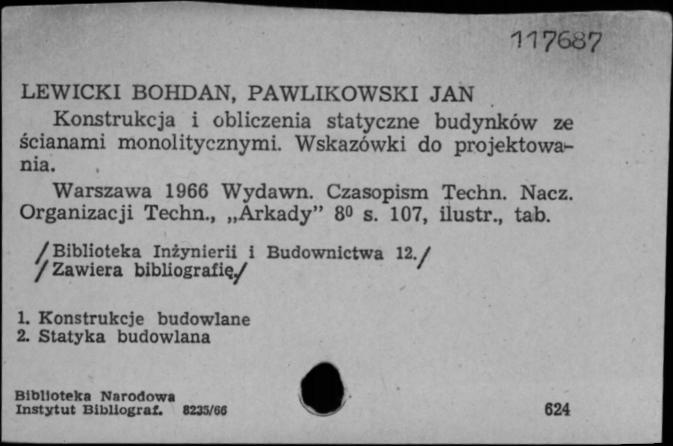 117687
LEWICKI BOHDAN, PAWLIKOWSKI JAN
Konstrukcja i obliczenia statyczne budynków ze
ścianami monolitycznymi. Wskazówki do projektowa-
nia.
Warszawa 1966 Wydawn. Czasopism Techn. Nacz.
Organizacji Techn., „Arkady” 8⁰ s. 107, ilustr., tab.
/Biblioteka Inżynierii i Budownictwa 12./
/Zawiera bibliografię/
1. Konstrukcje budowlane
2. Statyka budowlana
Biblioteka Narodowa
Instytut Bibliograf. 8235/66
624